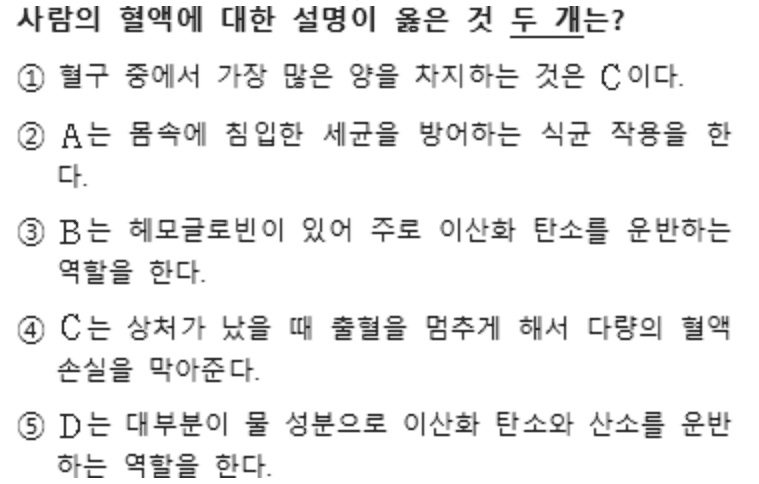 사람의 혈액에 대한 설명이 옳은 것 두 개는?
① 혈구 중에서 가장 많은 양을 차지하는 것은 C이다.
② A는 몸속에 침입한 세균을 방어하는 식균 작용을 한
다.
③ B는 헤모글로빈이 있어 주로 이산화 탄소를 운반하는
역할을 한다.
④ C는 상처가 났을 때 출혈을 멈추게 해서 다량의 혈액
손실을 막아준다.
⑤ D는 대부분이 물 성분으로 이산화 탄소와 산소를 운반
하는 역할을 한다.